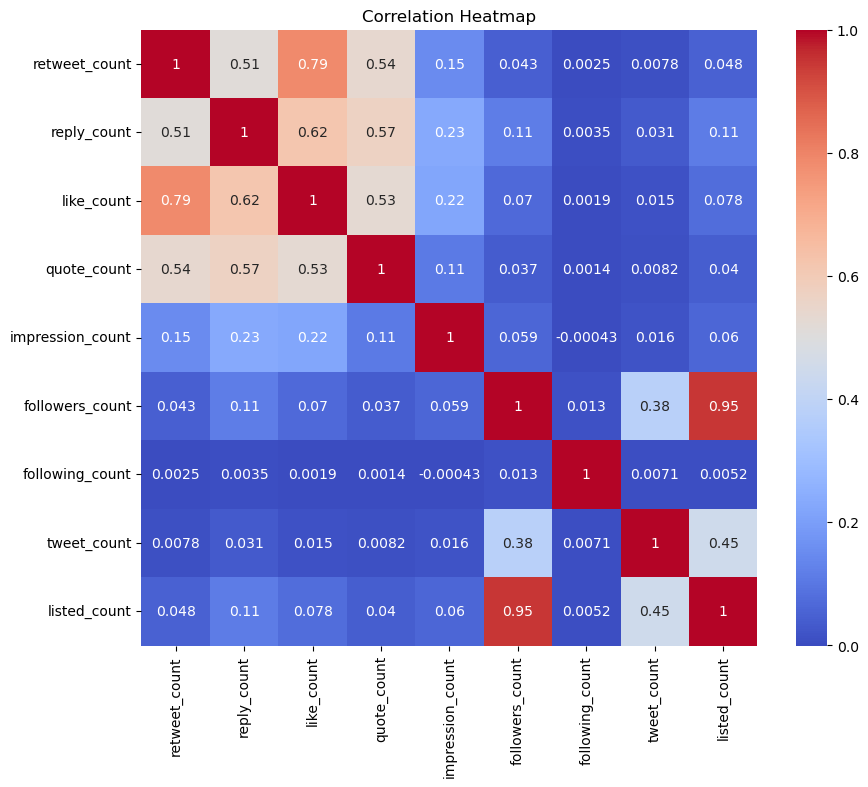 Correlation Heatmap
retweet_count 1 0.51 0.79 0.54 0.15 0.043 0.0025 0.0078 0.048
reply_count 0.51 1 0.62 0.57 0.23 0.11 0.0035 0.031 0.11
like_count 0.79 0.62 1 0.53 0.22 0.07 0.0019 0.015 0.078
quote_count 0.54 0.57 0.53 1 0.11 0.037 0.0014 0.0082 0.04
impression_count 0.15 0.23 0.22 0.11 1 0.059 -0.00043 0.016 0.06
followers_count 0.043 0.11 0.07 0.037 0.059 1 0.013 0.38 0.95
following_count 0.0025 0.0035 0.0019 0.0014 -0.00043 0.013 1 0.0071 0.0052
tweet_count 0.0078 0.031 0.015 0.0082 0.016 0.38 0.0071 1 0.45
listed_count 0.048 0.11 0.078 0.04 0.06 0.95 0.0052 0.45 1
retweet_count
reply_count
like_count
quote_count
impression_count
followers_count
following_count
tweet_count
listed_count
1.0
0.8
0.6
0.4
0.2
0.0